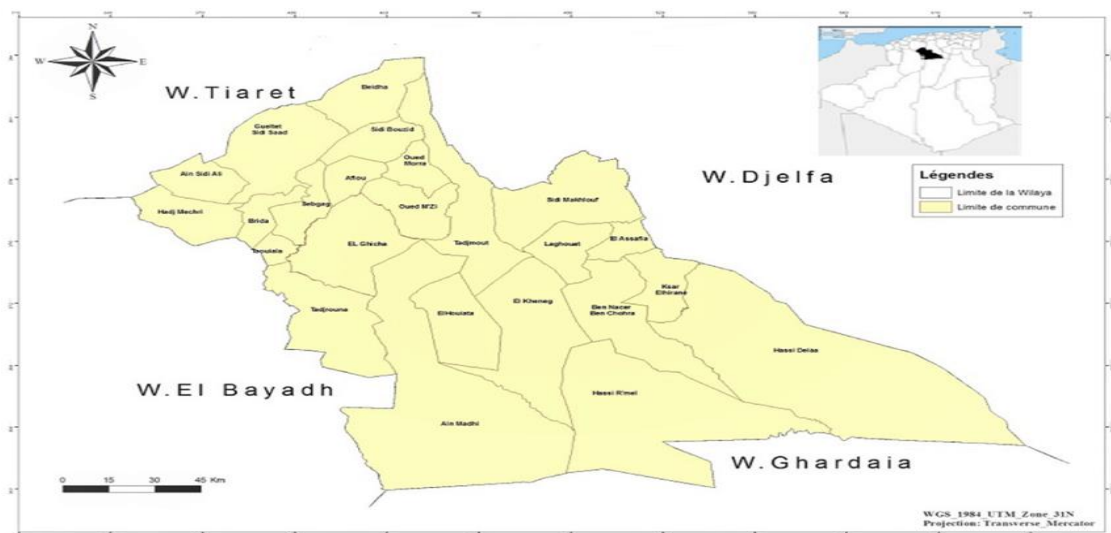 N
W
E
S
W.Tiaret
Beidha
Gueltet
Sidi Saad
Sidi Bouzid
Oued
Morra
Ain Sidi Ali
Aflou
W.Djelfa
Légendes
Limite de la Wilaya
Limite de commune
Hadj Mechri
Brida
Sebgag
Oued M'Zi
Sidi Makhlouf
Taouiala
EL Ghicha
Tadjmout
Laghouat
El Assafia
Tadjrouna
ElHouiata
El Kheneg
Ben Nacer
Ben Chohra
Ksar
Elhirane
Hassi Delaa
W.El Bayadh
Hassi R'mel
Ain Madhi
W.Ghardaia
0 15 30 45 Km
WGS_1984_UTM_Zone_31N
Projection: Transverse_Mercator